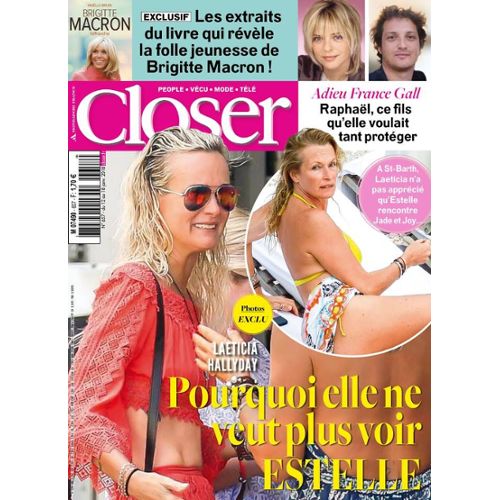 BRIGITTE
MACRON
EXCLUSIF Les extraits
du livre qui révèle
la folle jeunesse de
Brigitte Macron !
PEOPLE • VÉCU • MODE • TÉLÉ
Closer
Adieu France Gall
Raphaël, ce fils
qu'elle voulait
tant protéger
A St-Barth,
Laeticia n'a
pas apprécié
qu'Estelle
rencontre
Jade et Joy...
Photos
EXCLU
LAETICIA
HALLYDAY
Pourquoi elle ne
veut plus voir
ESTELLE